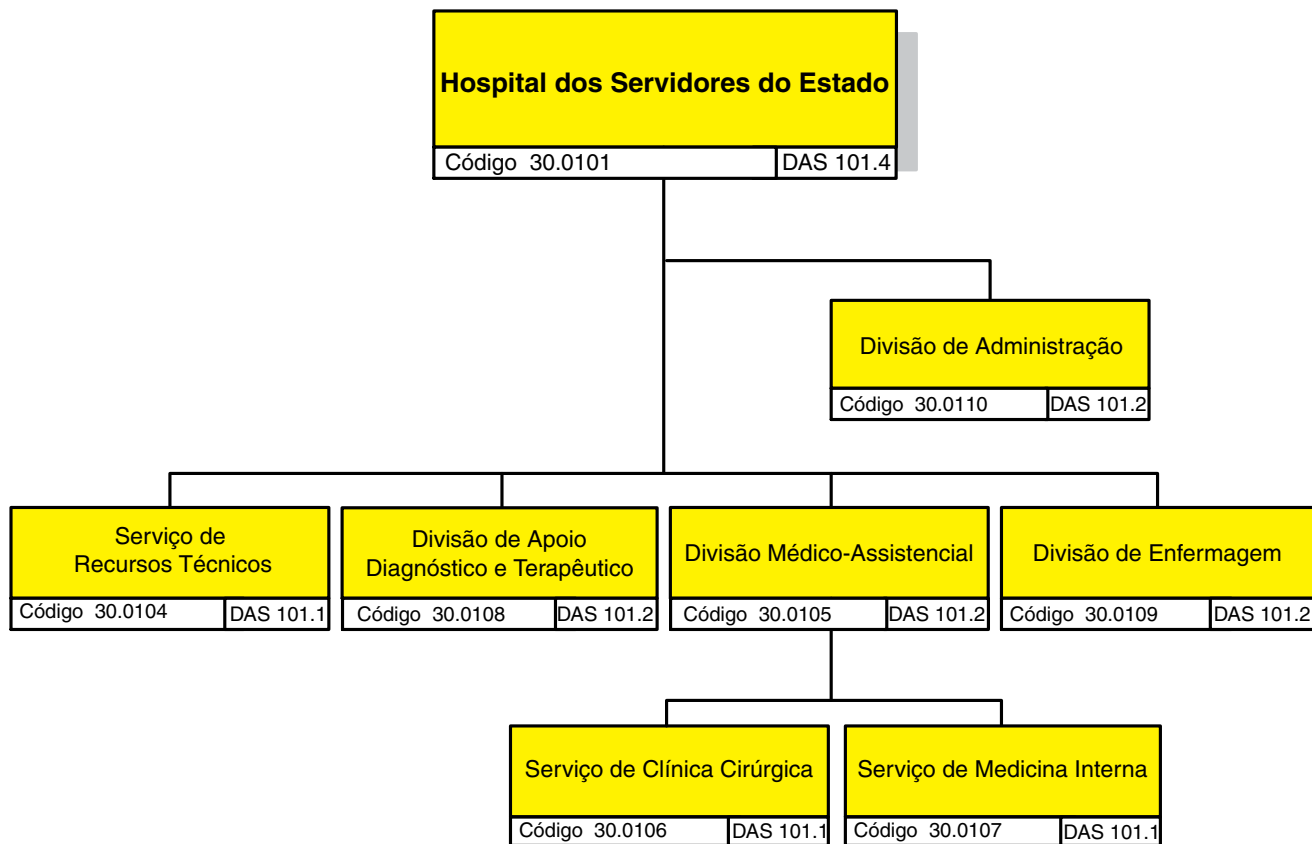 Hospital dos Servidores do Estado
Código 30.0101 DAS 101.4
Divisão de Administração
Código 30.0110 DAS 101.2
Serviço de
Recursos Técnicos
Código 30.0104 DAS 101.1
Divisão de Apoio
Diagnóstico e Terapêutico
Código 30.0108 DAS 101.2
Divisão Médico-Assistencial
Código 30.0105 DAS 101.2
Divisão de Enfermagem
Código 30.0109 DAS 101.2
Serviço de Clínica Cirúrgica
Código 30.0106 DAS 101.1
Serviço de Medicina Interna
Código 30.0107 DAS 101.1